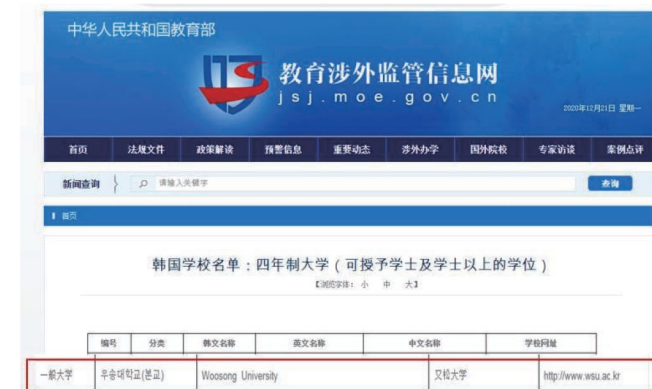 中华人民共和国教育部
教育涉外监管信息网
jsj.moe.gov.cn
2020年12月21日 星期一
首页 法规文件 政策解读 预警信息 重要动态 涉外办学 国外院校 专家访谈 案例点评
新闻查询 请输入关键字 查询
首页
韩国学校名单：四年制大学（可授予学士及学士以上的学位）
【浏览字体： 小 中 大】
编号 分类 韩文名称 英文名称 中文名称 学校网址
一般大学 우송대학교(본교) Woosong University 又松大学 http://www.wsu.ac.kr